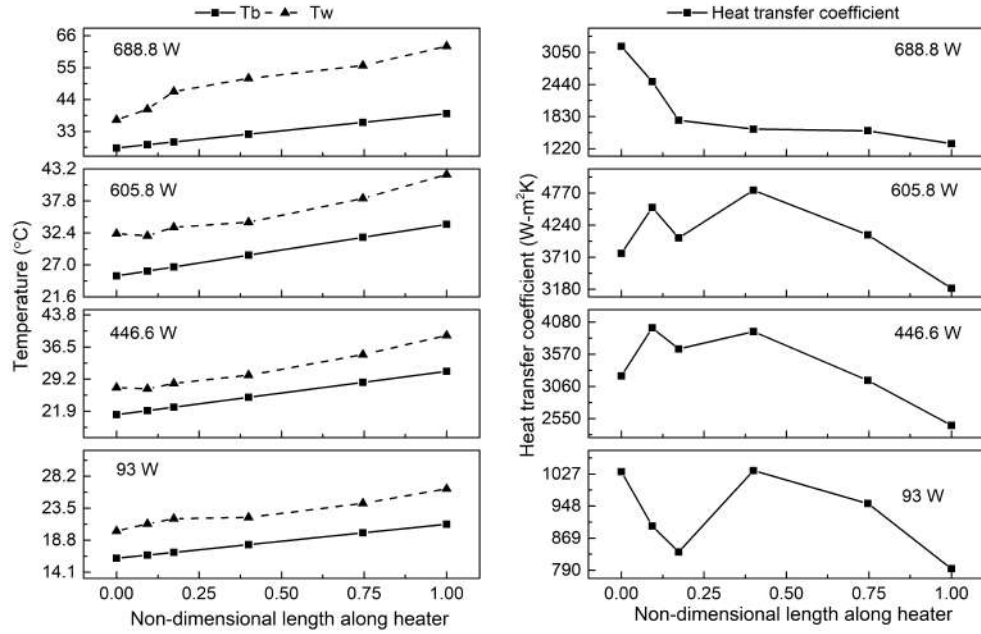 Tb Tw
66
55
44
33
688.8 W
43.2
37.8
32.4
27.0
21.6
605.8 W
43.8
36.5
29.2
21.9
446.6 W
28.2
23.5
18.8
14.1
93 W
Temperature (°C)
0.00 0.25 0.50 0.75 1.00
Non-dimensional length along heater
Heat transfer coefficient
3050
2440
1830
1220
688.8 W
4770
4240
3710
3180
605.8 W
4080
3570
3060
2550
446.6 W
1027
948
869
790
93 W
Heat transfer coefficient (W-m²K)
0.00 0.25 0.50 0.75 1.00
Non-dimensional length along heater